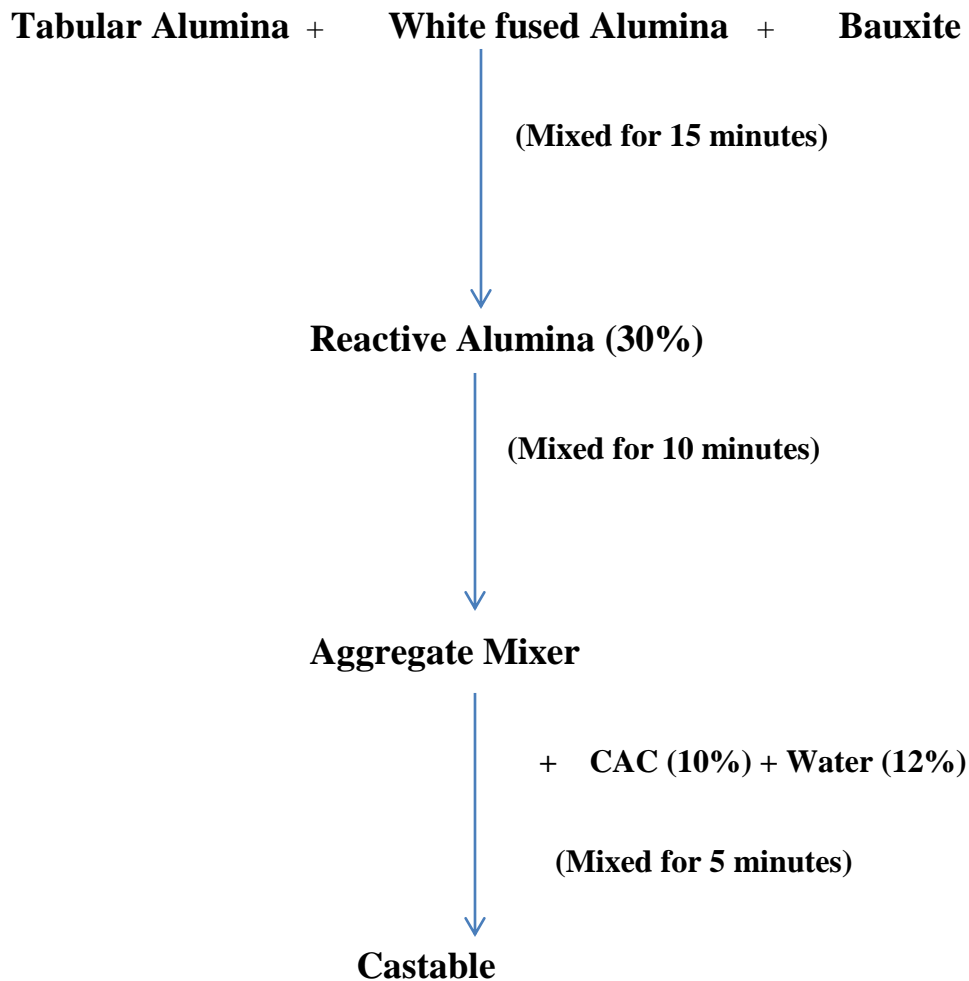 Tabular Alumina + White fused Alumina + Bauxite
(Mixed for 15 minutes)
Reactive Alumina (30%)
(Mixed for 10 minutes)
Aggregate Mixer
+ CAC (10%) + Water (12%)
(Mixed for 5 minutes)
Castable